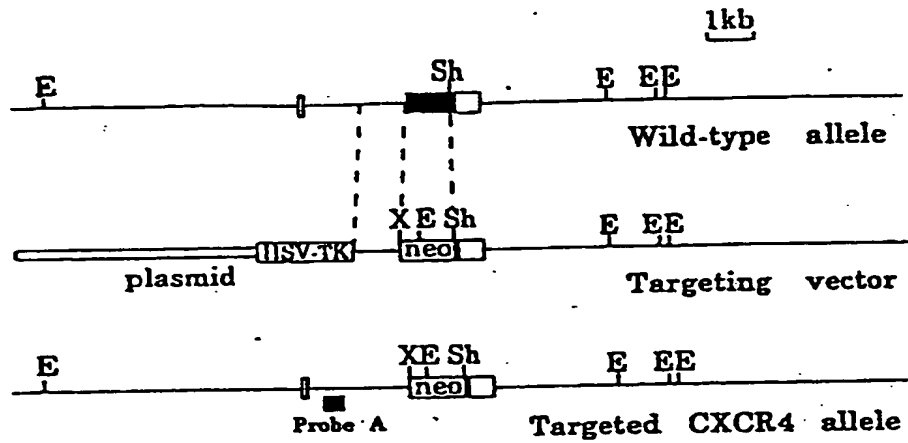 1kb
E Sh E EE
Wild-type allele
X E Sh E EE
HSV-TK neo
plasmid Targeting vector
E XE Sh E EE
neo
Probe A Targeted CXCR4 allele